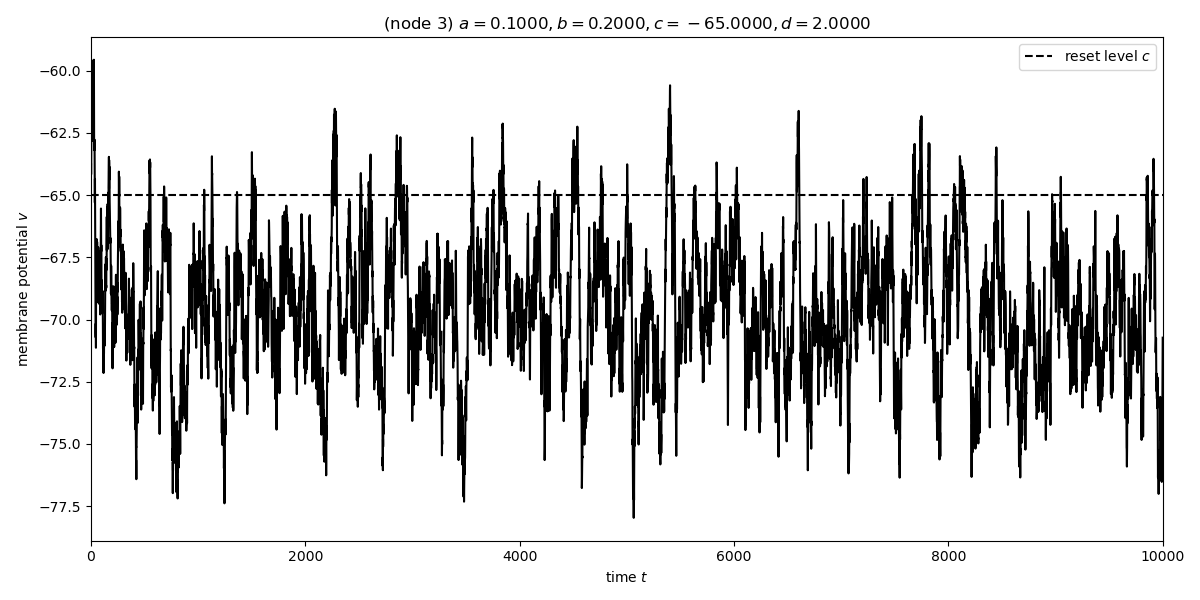 (node 3) a = 0.1000, b = 0.2000, c = −65.0000, d = 2.0000
reset level c
−60.0
−62.5
−65.0
−67.5
−70.0
−72.5
−75.0
−77.5
membrane potential v
0 2000 4000 6000 8000 10000
time t